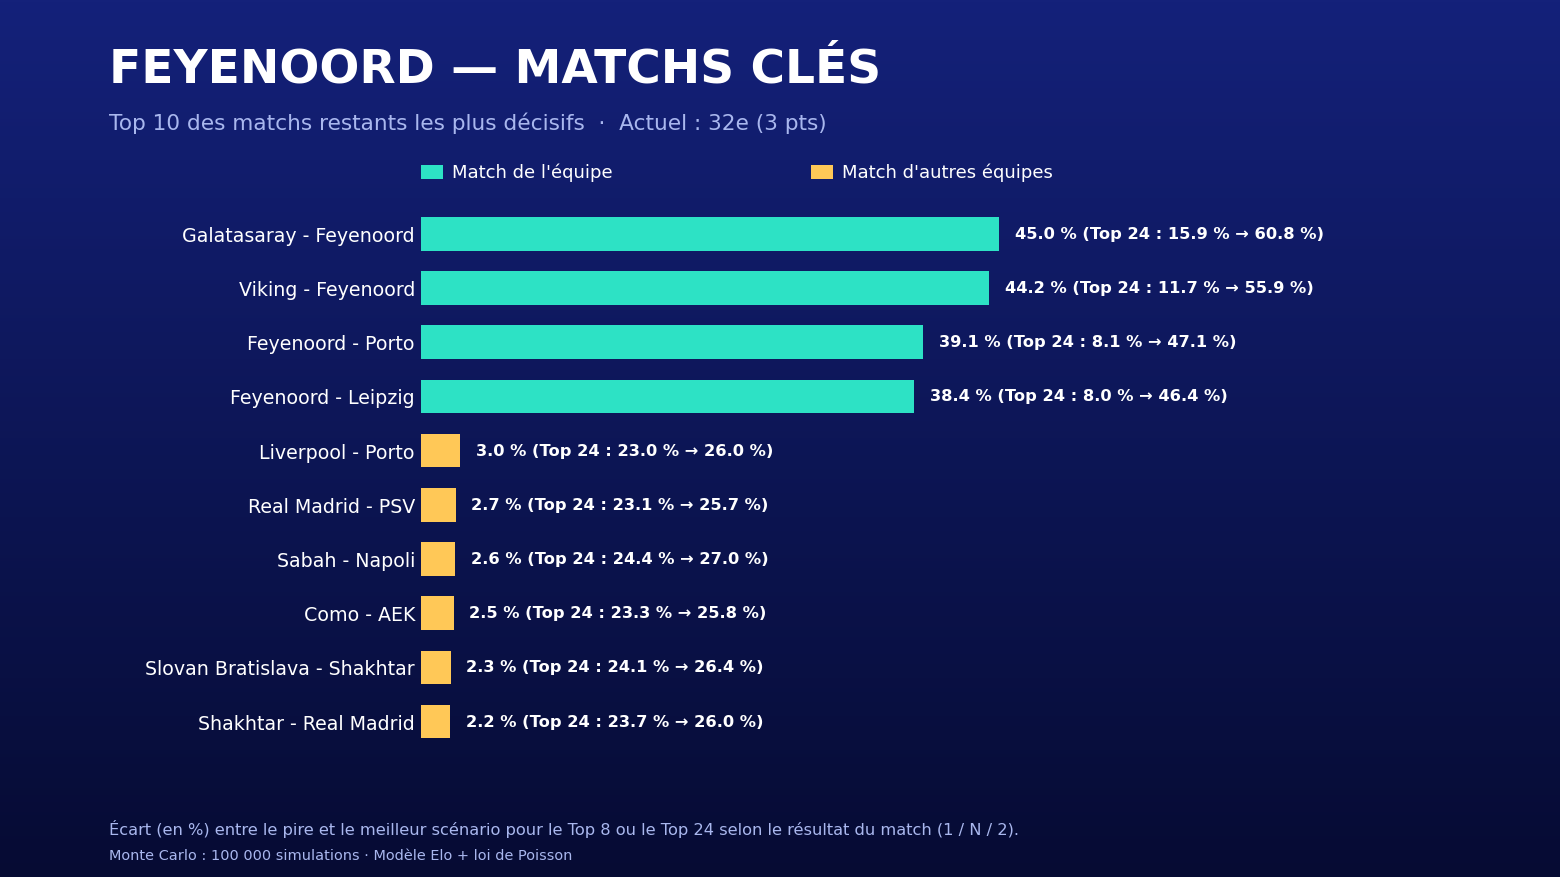 FEYENOORD — MATCHS CLÉS
Top 10 des matchs restants les plus décisifs · Actuel : 32e (3 pts)
Match de l'équipe
Match d'autres équipes
Galatasaray - Feyenoord 45.0 % (Top 24 : 15.9 % → 60.8 %)
Viking - Feyenoord 44.2 % (Top 24 : 11.7 % → 55.9 %)
Feyenoord - Porto 39.1 % (Top 24 : 8.1 % → 47.1 %)
Feyenoord - Leipzig 38.4 % (Top 24 : 8.0 % → 46.4 %)
Liverpool - Porto 3.0 % (Top 24 : 23.0 % → 26.0 %)
Real Madrid - PSV 2.7 % (Top 24 : 23.1 % → 25.7 %)
Sabah - Napoli 2.6 % (Top 24 : 24.4 % → 27.0 %)
Como - AEK 2.5 % (Top 24 : 23.3 % → 25.8 %)
Slovan Bratislava - Shakhtar 2.3 % (Top 24 : 24.1 % → 26.4 %)
Shakhtar - Real Madrid 2.2 % (Top 24 : 23.7 % → 26.0 %)
Écart (en %) entre le pire et le meilleur scénario pour le Top 8 ou le Top 24 selon le résultat du match (1 / N / 2).
Monte Carlo : 100 000 simulations · Modèle Elo + loi de Poisson